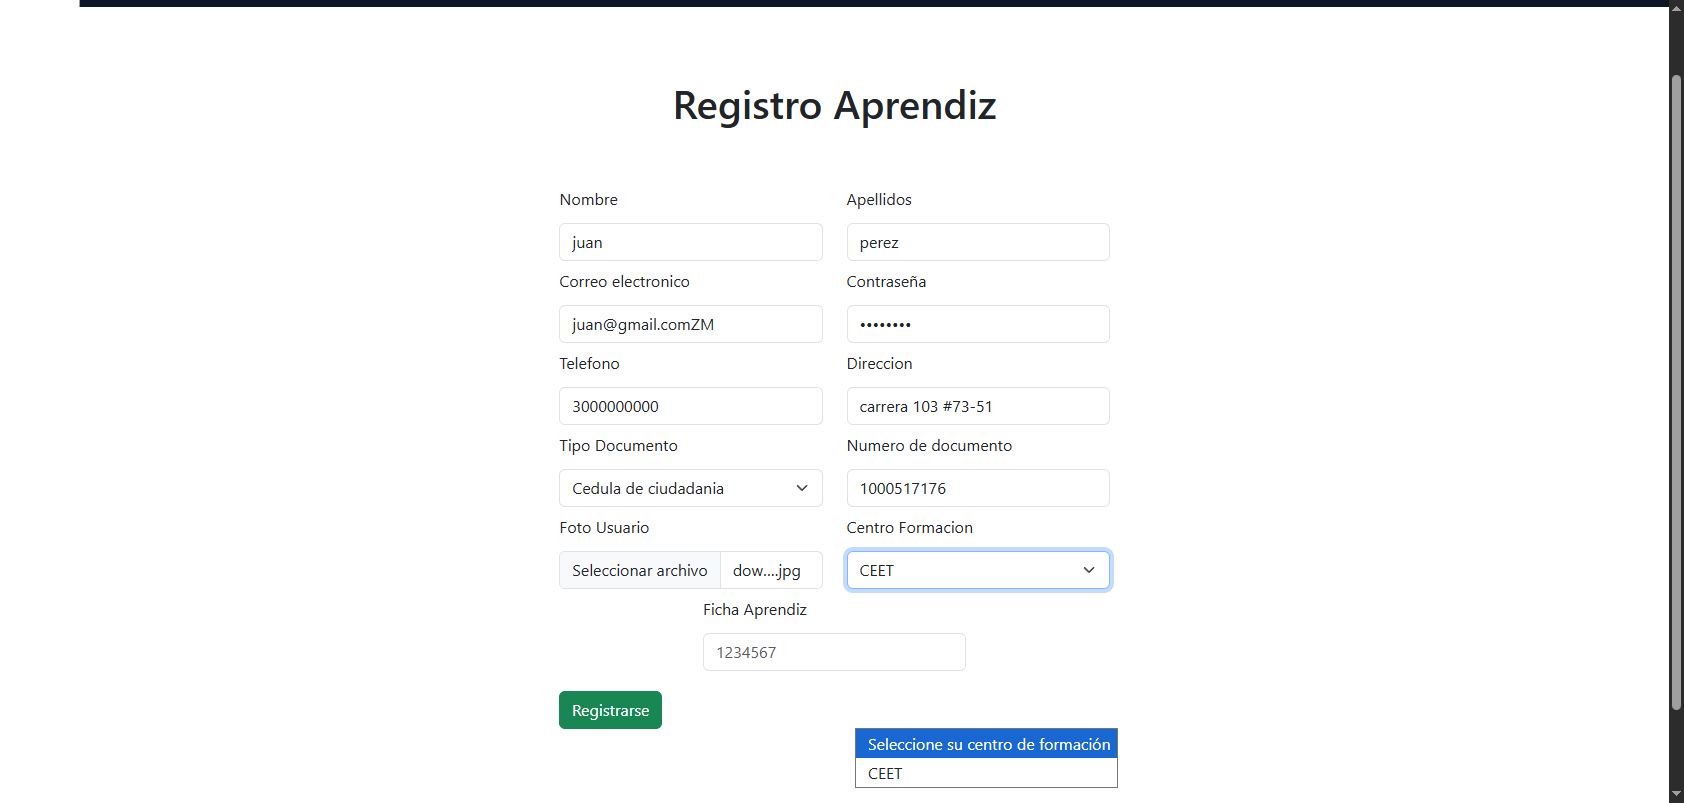 Registro Aprendiz
Nombre
Apellidos
juan
perez
Correo electronico
Contraseña
juan@gmail.comZM
••••••••
Telefono
Direccion
3000000000
carrera 103 #73-51
Tipo Documento
Numero de documento
Cedula de ciudadania
1000517176
Foto Usuario
Centro Formacion
Seleccionar archivo dow....jpg
CEET
Ficha Aprendiz
1234567
Registrarse
Seleccione su centro de formación
CEET